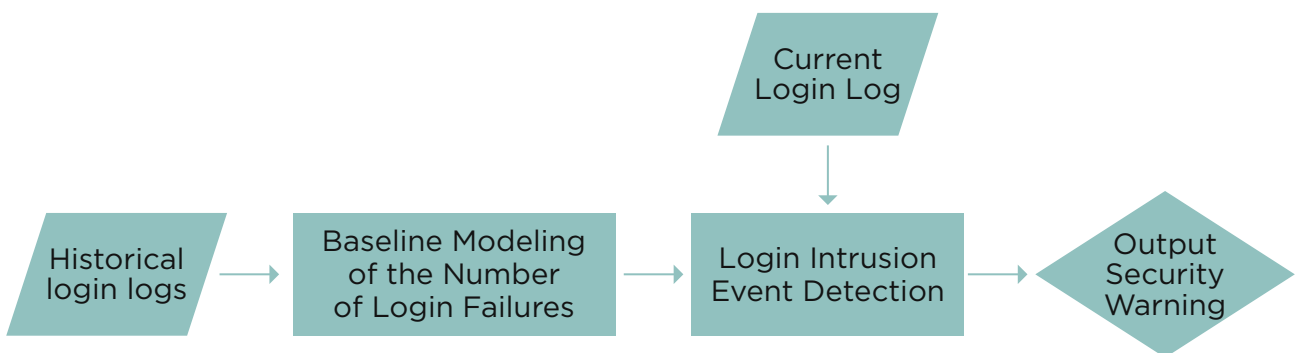 Current
Login Log
Historical
login logs
Baseline Modeling
of the Number
of Login Failures
Login Intrusion
Event Detection
Output
Security
Warning